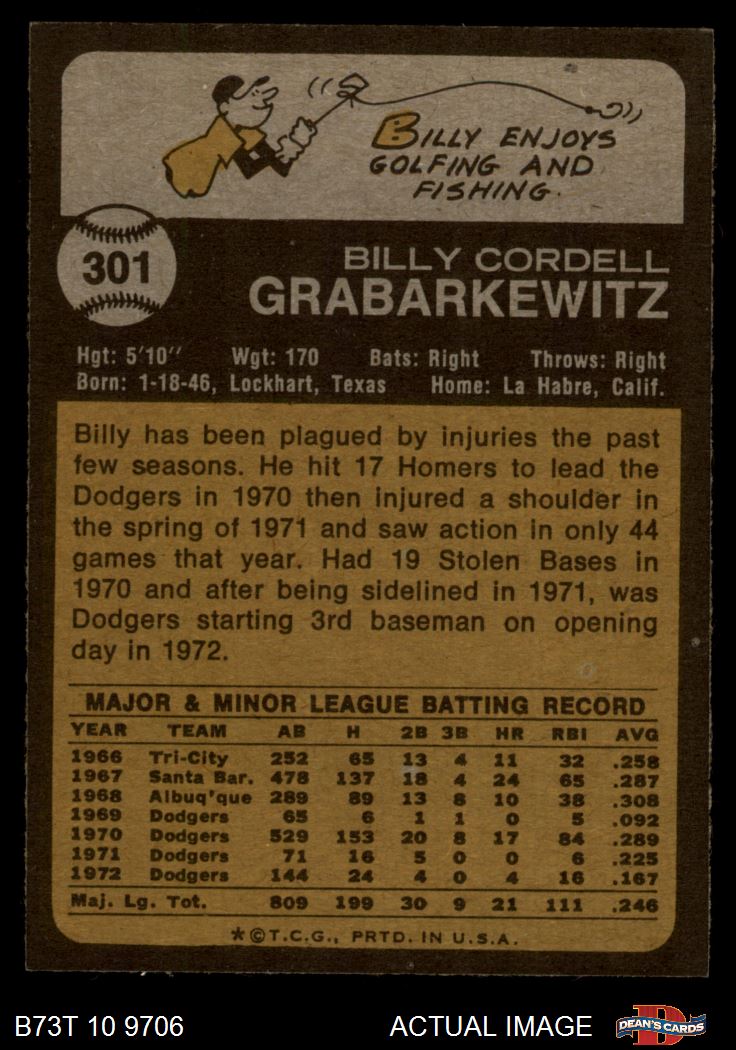 BILLY ENJOYS
GOLFING AND
FISHING.
301
BILLY CORDELL
GRABARKEWITZ
Hgt: 5'10" Wgt: 170 Bats: Right Throws: Right
Born: 1-18-46, Lockhart, Texas Home: La Habre, Calif.
Billy has been plagued by injuries the past
few seasons. He hit 17 Homers to lead the
Dodgers in 1970 then injured a shoulder in
the spring of 1971 and saw action in only 44
games that year. Had 19 Stolen Bases in
1970 and after being sidelined in 1971, was
Dodgers starting 3rd baseman on opening
day in 1972.
MAJOR & MINOR LEAGUE BATTING RECORD
YEAR TEAM AB H 2B 3B HR RBI AVG
1966 Tri-City 252 65 13 4 11 32 .258
1967 Santa Bar. 478 137 18 4 24 65 .287
1968 Albuq'que 289 89 13 8 10 38 .308
1969 Dodgers 65 6 1 1 0 5 .092
1970 Dodgers 529 153 20 8 17 84 .289
1971 Dodgers 71 16 5 0 0 6 .225
1972 Dodgers 144 24 4 0 4 16 .167
Maj. Lg. Tot. 809 199 30 9 21 111 .246
*©T.C.G., PRTD. IN U.S.A.
B73T 10 9706 ACTUAL IMAGE D DEAN'S CARDS